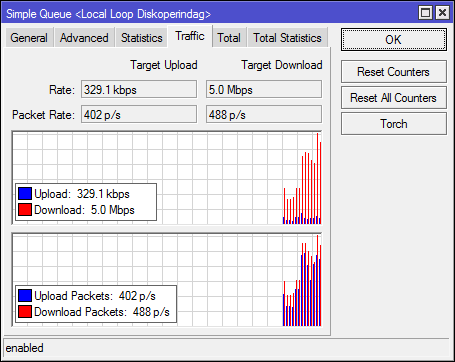 Simple Queue <Local Loop Diskoperindag>
General Advanced Statistics Traffic Total Total Statistics
Target Upload Target Download
Rate: 329.1 kbps 5.0 Mbps
Packet Rate: 402 p/s 488 p/s
Upload: 329.1 kbps
Download: 5.0 Mbps
Upload Packets: 402 p/s
Download Packets: 488 p/s
OK
Reset Counters
Reset All Counters
Torch
enabled